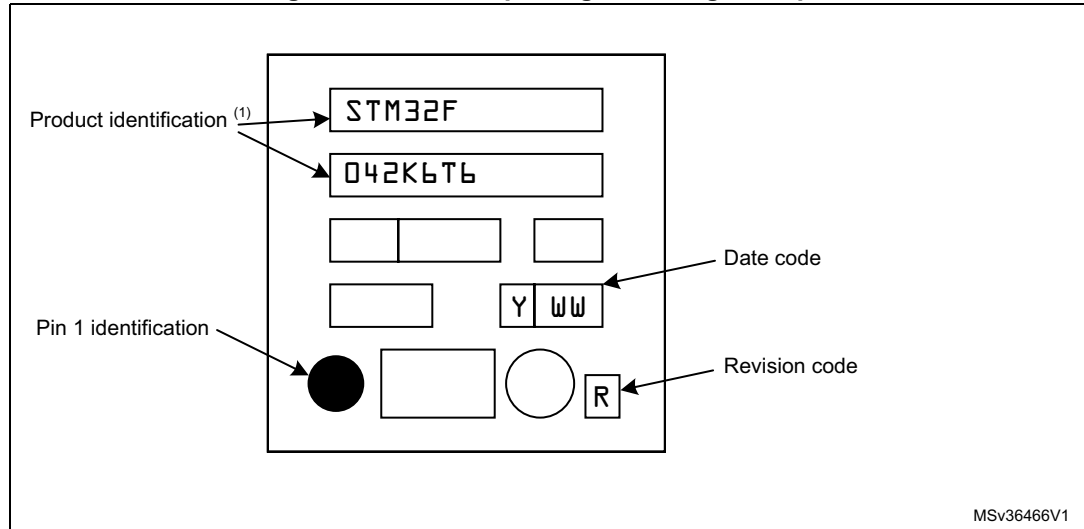 Product identification (1)
STM32F
042K6T6
Date code
Y WW
Pin 1 identification
Revision code
R
MSv36466V1